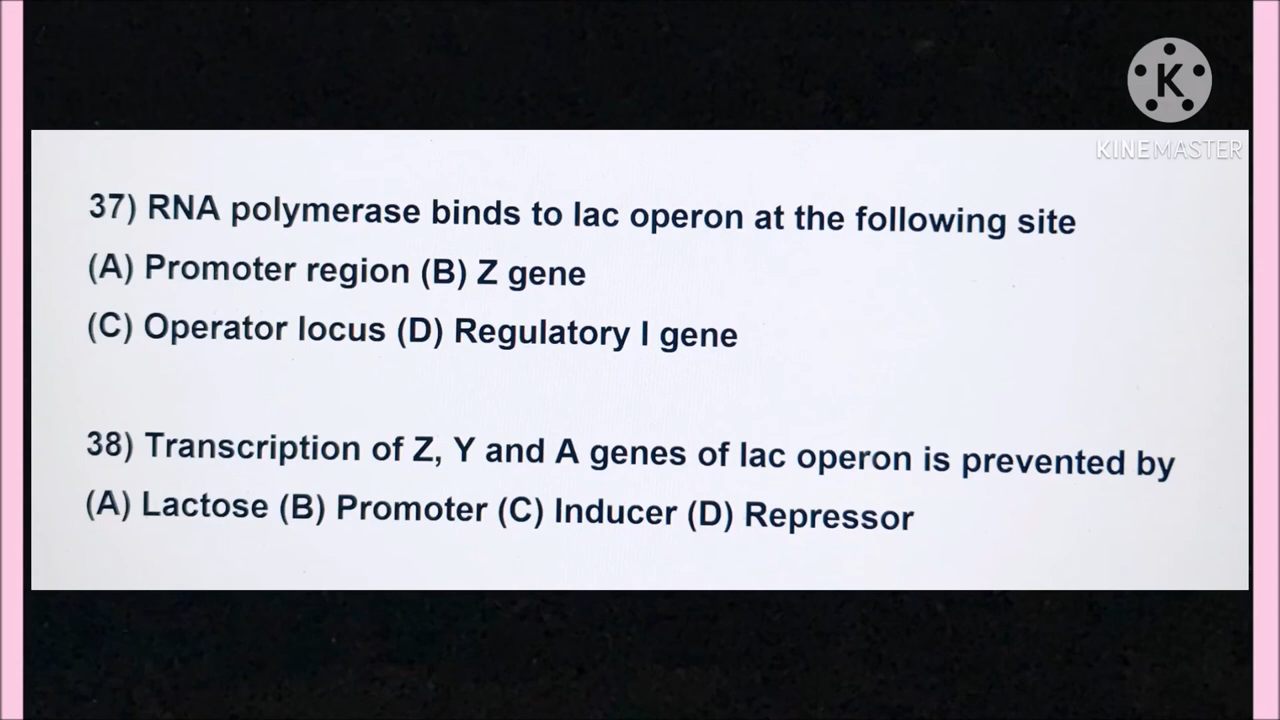 K
KINEMASTER
37) RNA polymerase binds to lac operon at the following site
(A) Promoter region (B) Z gene
(C) Operator locus (D) Regulatory I gene
38) Transcription of Z, Y and A genes of lac operon is prevented by
(A) Lactose (B) Promoter (C) Inducer (D) Repressor